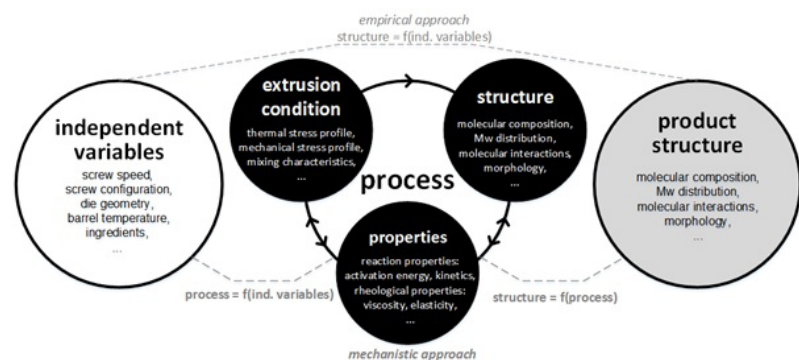 empirical approach
structure = f(ind. variables)
independent
variables
screw speed,
screw configuration,
die geometry,
barrel temperature,
ingredients,
...
extrusion
condition
thermal stress profile,
mechanical stress profile,
mixing characteristics,
...
process
structure
molecular composition,
Mw distribution,
molecular interactions,
morphology,
...
properties
reaction properties:
activation energy, kinetics,
rheological properties:
viscosity, elasticity,
...
product
structure
molecular composition,
Mw distribution,
molecular interactions,
morphology,
...
process = f(ind. variables)
structure = f(process)
mechanistic approach